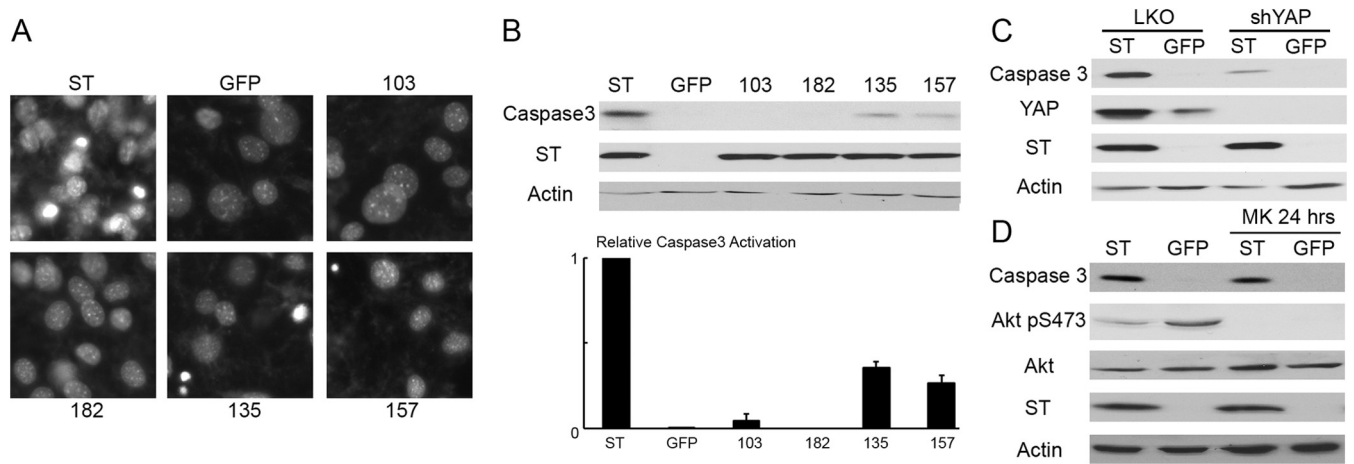 A
ST GFP 103
182 135 157
B
ST GFP 103 182 135 157
Caspase3
ST
Actin
Relative Caspase3 Activation
1
0
ST GFP 103 182 135 157
C
LKO shYAP
ST GFP ST GFP
Caspase 3
YAP
ST
Actin
D
MK 24 hrs
ST GFP ST GFP
Caspase 3
Akt pS473
Akt
ST
Actin